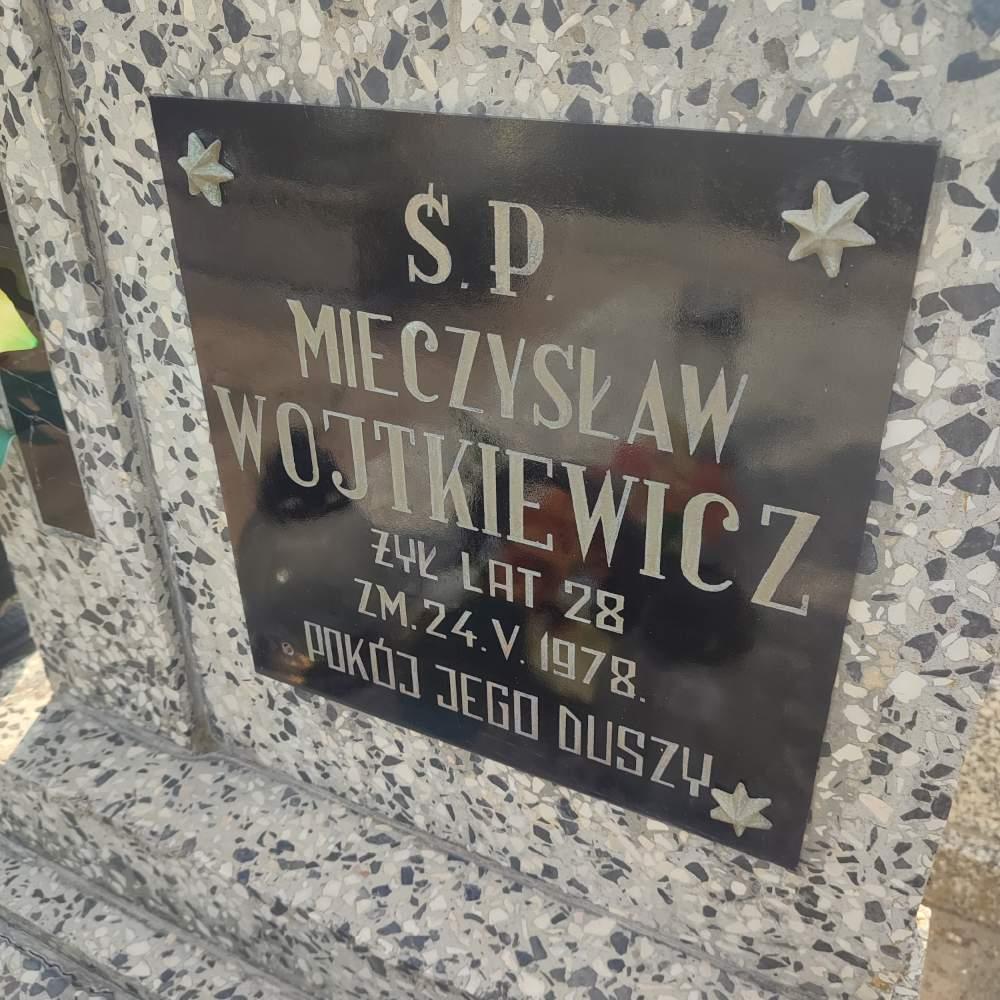 Ś.P.
MIECZYSŁAW
WOJTKIEWICZ
ŻYŁ LAT 28
ZM. 24.V.1978.
POKÓJ JEGO DUSZY